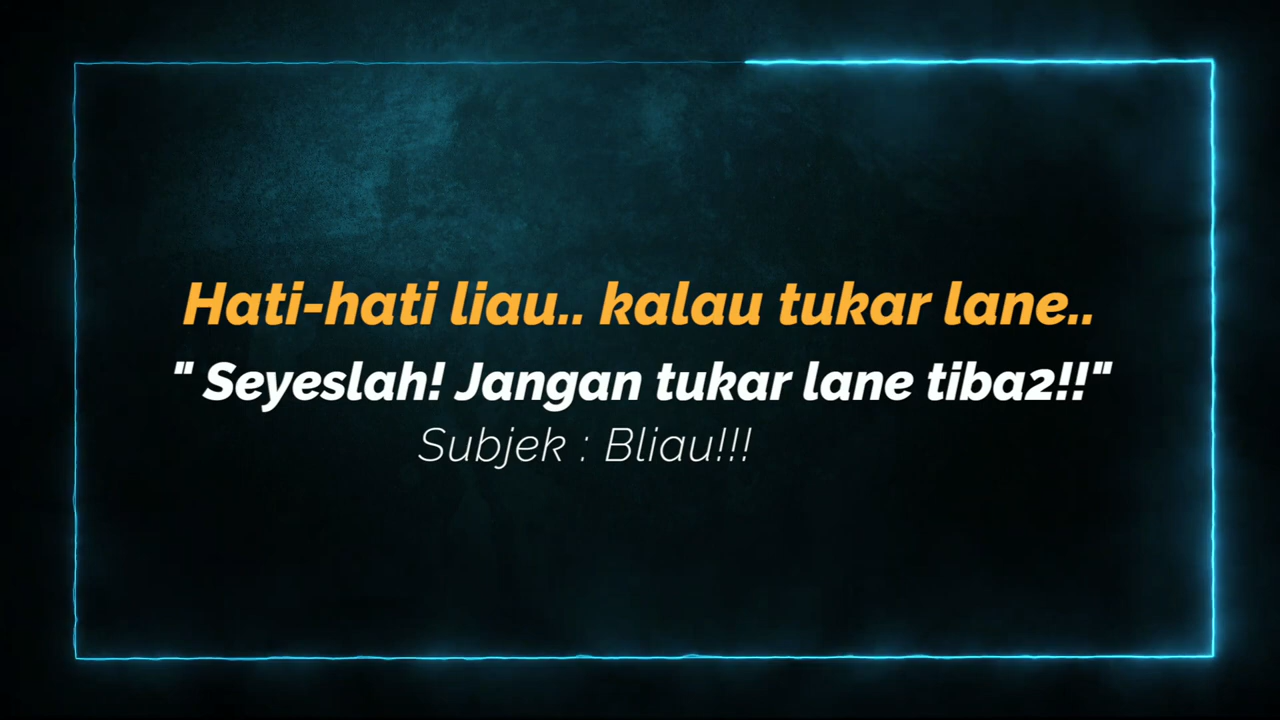 Hati-hati liau.. kalau tukar lane..
" Seyeslah! Jangan tukar lane tiba2!!"
Subjek : Bliau!!!